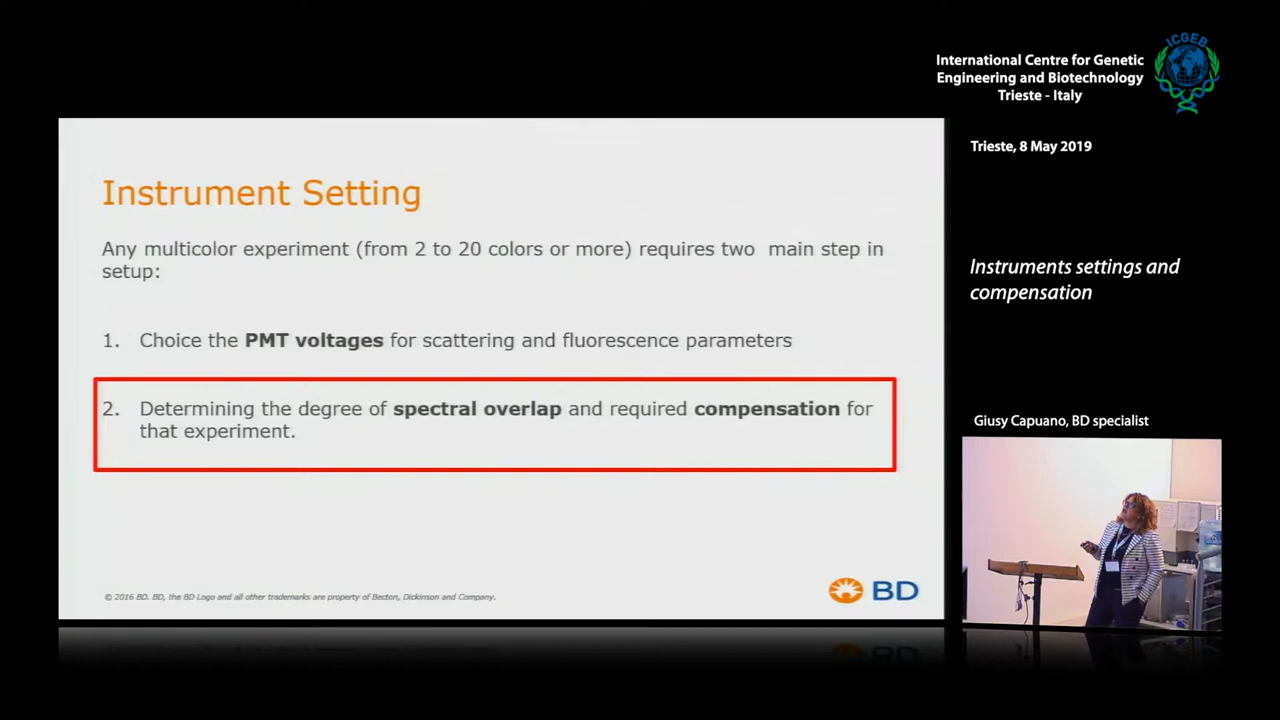 International Centre for Genetic
Engineering and Biotechnology
Trieste - Italy
ICGEB
Trieste, 8 May 2019
Instrument Setting
Any multicolor experiment (from 2 to 20 colors or more) requires two main step in
setup:
1. Choice the PMT voltages for scattering and fluorescence parameters
2. Determining the degree of spectral overlap and required compensation for
that experiment.
© 2016 BD. BD, the BD Logo and all other trademarks are property of Becton, Dickinson and Company.
BD
Instruments settings and
compensation
Giusy Capuano, BD specialist